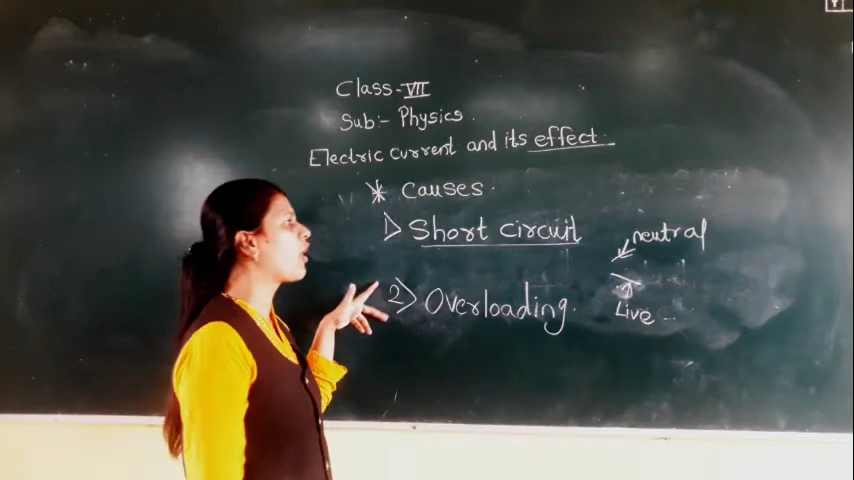 Class-VII
Sub:- Physics.
Electric current and its effect.
* Causes.
1> Short circuit
neutral
2> Overloading.
Live